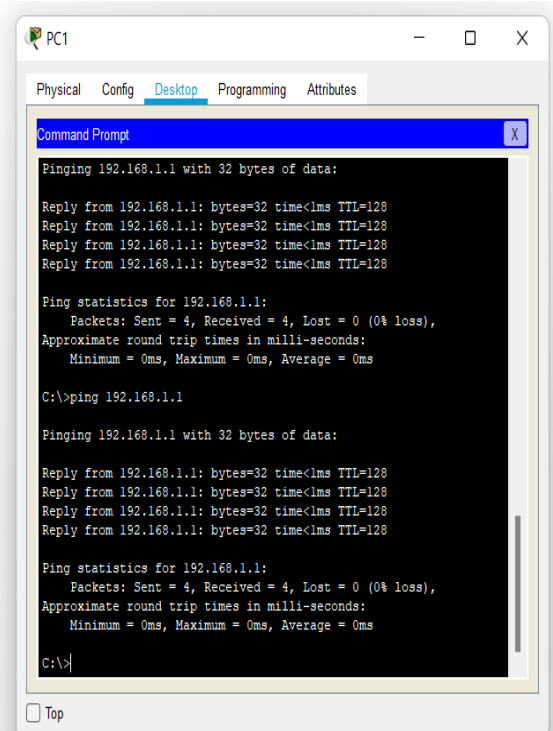 PC1
Physical Config Desktop Programming Attributes
Command Prompt X
Pinging 192.168.1.1 with 32 bytes of data:
Reply from 192.168.1.1: bytes=32 time<1ms TTL=128
Reply from 192.168.1.1: bytes=32 time<1ms TTL=128
Reply from 192.168.1.1: bytes=32 time<1ms TTL=128
Reply from 192.168.1.1: bytes=32 time<1ms TTL=128
Ping statistics for 192.168.1.1:
Packets: Sent = 4, Received = 4, Lost = 0 (0% loss),
Approximate round trip times in milli-seconds:
Minimum = 0ms, Maximum = 0ms, Average = 0ms
C:\>ping 192.168.1.1
Pinging 192.168.1.1 with 32 bytes of data:
Reply from 192.168.1.1: bytes=32 time<1ms TTL=128
Reply from 192.168.1.1: bytes=32 time<1ms TTL=128
Reply from 192.168.1.1: bytes=32 time<1ms TTL=128
Reply from 192.168.1.1: bytes=32 time<1ms TTL=128
Ping statistics for 192.168.1.1:
Packets: Sent = 4, Received = 4, Lost = 0 (0% loss),
Approximate round trip times in milli-seconds:
Minimum = 0ms, Maximum = 0ms, Average = 0ms
C:\>
Top